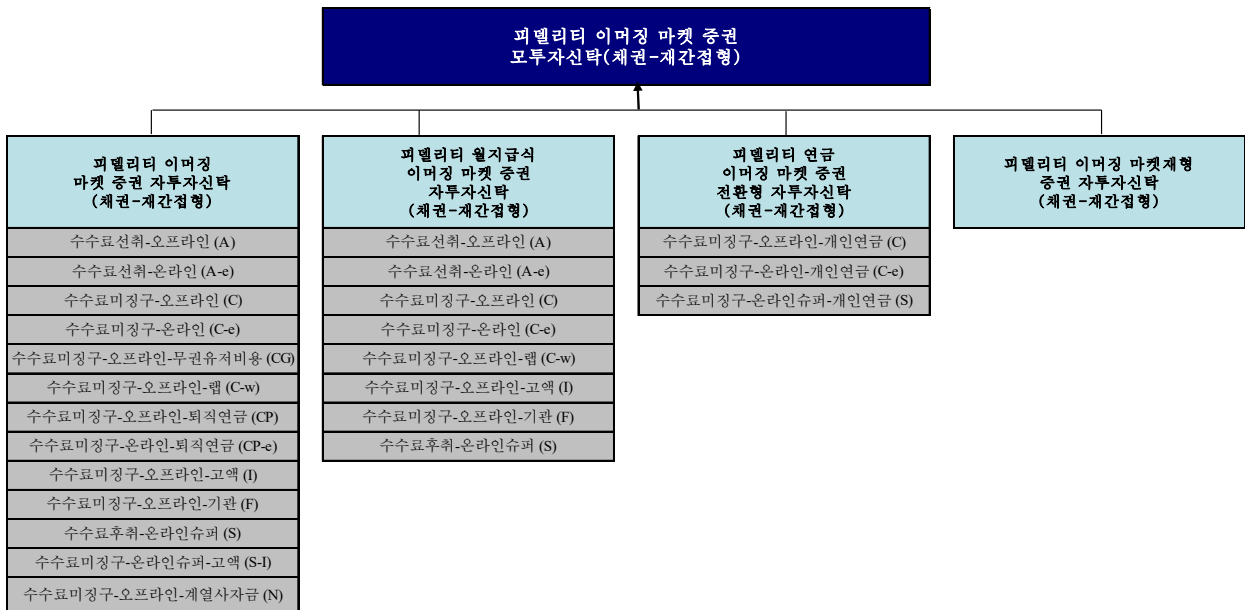 피델리티 이머징 마켓 증권
모투자신탁(채권-재간접형)
피델리티 이머징
마켓 증권 자투자신탁
(채권-재간접형)
수수료선취-오프라인 (A)
수수료선취-온라인 (A-e)
수수료미징구-오프라인 (C)
수수료미징구-온라인 (C-e)
수수료미징구-오프라인-무권유저비용 (CG)
수수료미징구-오프라인-랩 (C-w)
수수료미징구-오프라인-퇴직연금 (CP)
수수료미징구-온라인-퇴직연금 (CP-e)
수수료미징구-오프라인-고액 (I)
수수료미징구-오프라인-기관 (F)
수수료후취-온라인슈퍼 (S)
수수료미징구-온라인슈퍼-고액 (S-I)
수수료미징구-오프라인-계열사자금 (N)
피델리티 월지급식
이머징 마켓 증권
자투자신탁
(채권-재간접형)
수수료선취-오프라인 (A)
수수료선취-온라인 (A-e)
수수료미징구-오프라인 (C)
수수료미징구-온라인 (C-e)
수수료미징구-오프라인-랩 (C-w)
수수료미징구-오프라인-고액 (I)
수수료미징구-오프라인-기관 (F)
수수료후취-온라인슈퍼 (S)
피델리티 연금
이머징 마켓 증권
전환형 자투자신탁
(채권-재간접형)
수수료미징구-오프라인-개인연금 (C)
수수료미징구-온라인-개인연금 (C-e)
수수료미징구-온라인슈퍼-개인연금 (S)
피델리티 이머징 마켓재형
증권 자투자신탁
(채권-재간접형)